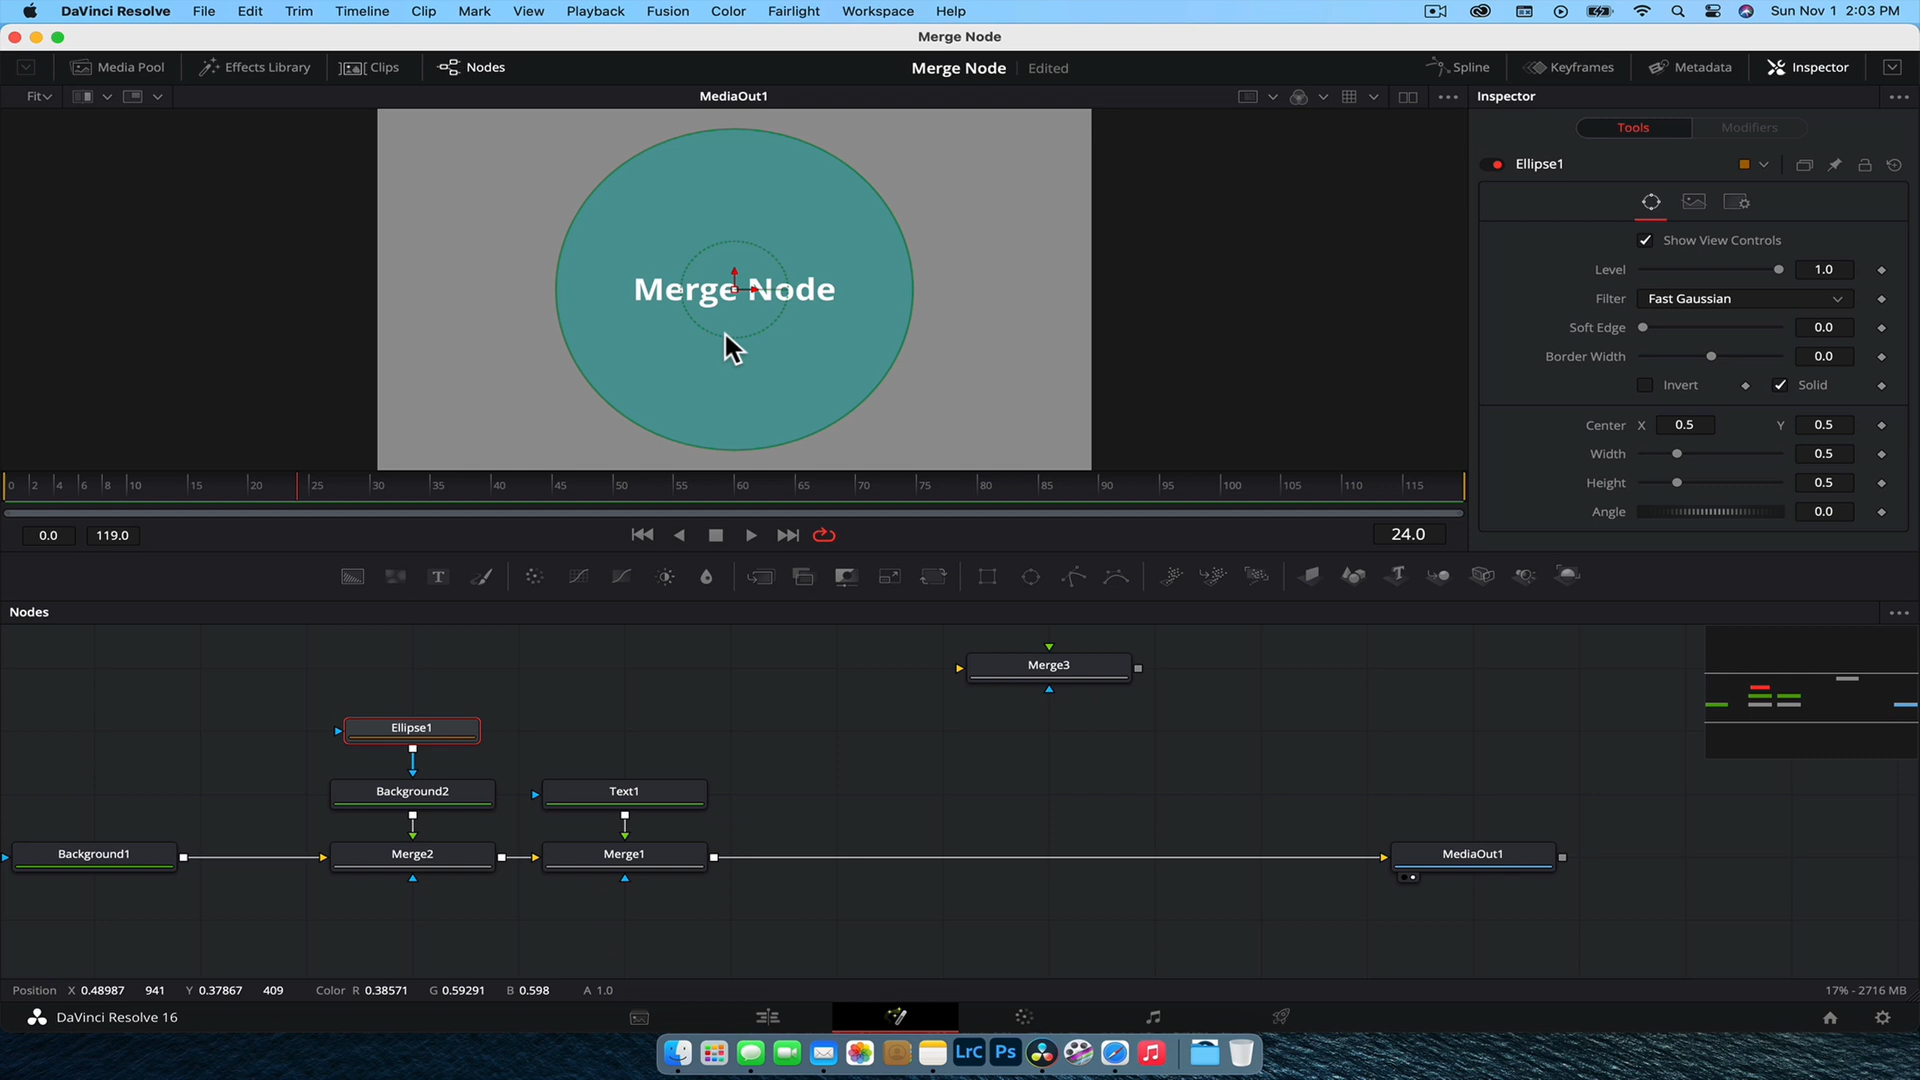 DaVinci Resolve File Edit Trim Timeline Clip Mark View Playback Fusion Color Fairlight Workspace Help Sun Nov 1 2:03 PM
Merge Node
Media Pool Effects Library Clips Nodes Merge Node Edited Spline Keyframes Metadata Inspector
Fit MediaOut1 Inspector
Tools Modifiers
Ellipse1
Show View Controls
Level 1.0
Filter Fast Gaussian
Soft Edge 0.0
Border Width 0.0
Invert Solid
Center X 0.5 Y 0.5
Width 0.5
Height 0.5
Angle 0.0
Merge Node
0 2 4 6 8 10 15 20 25 30 35 40 45 50 55 60 65 70 75 80 85 90 95 100 105 110 115
0.0 119.0 24.0
T T
Nodes
Merge3
Ellipse1
Background2 Text1
Background1 Merge2 Merge1 MediaOut1
Position X 0.48987 941 Y 0.37867 409 Color R 0.38571 G 0.59291 B 0.598 A 1.0 17% - 2716 MB
DaVinci Resolve 16
LrC Ps